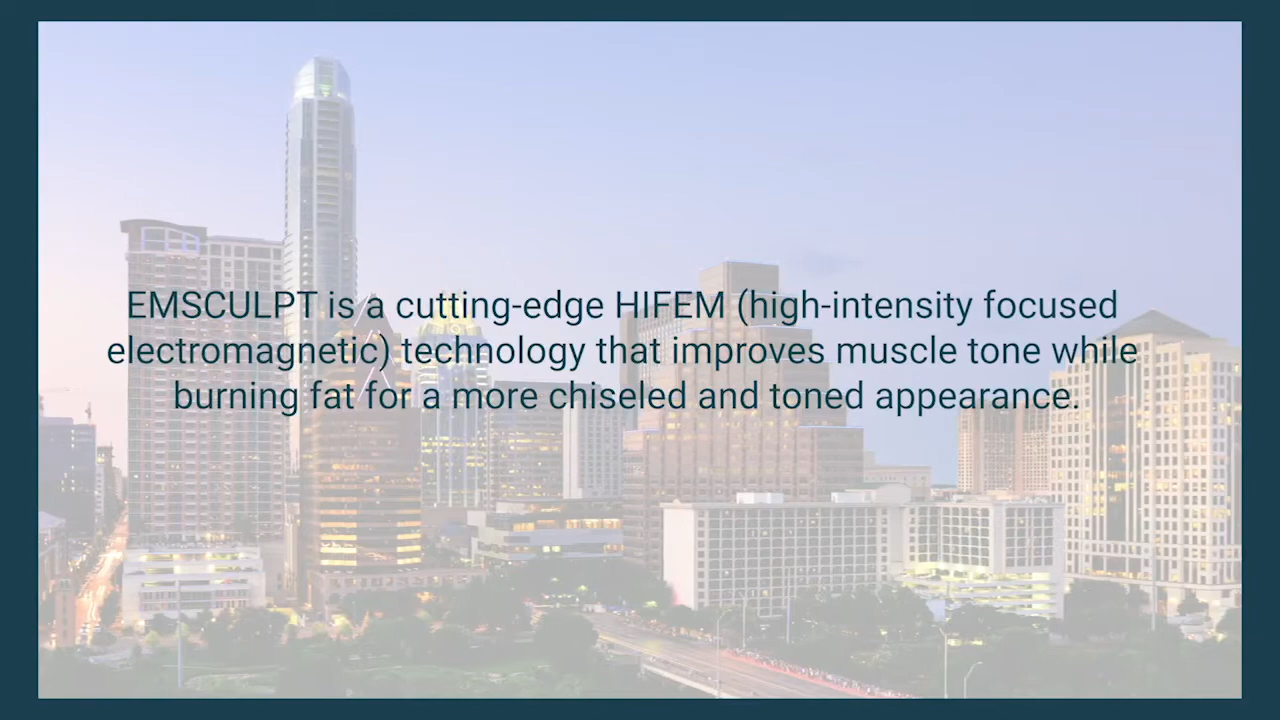 EMSCULPT is a cutting-edge HIFEM (high-intensity focused
electromagnetic) technology that improves muscle tone while
burning fat for a more chiseled and toned appearance.